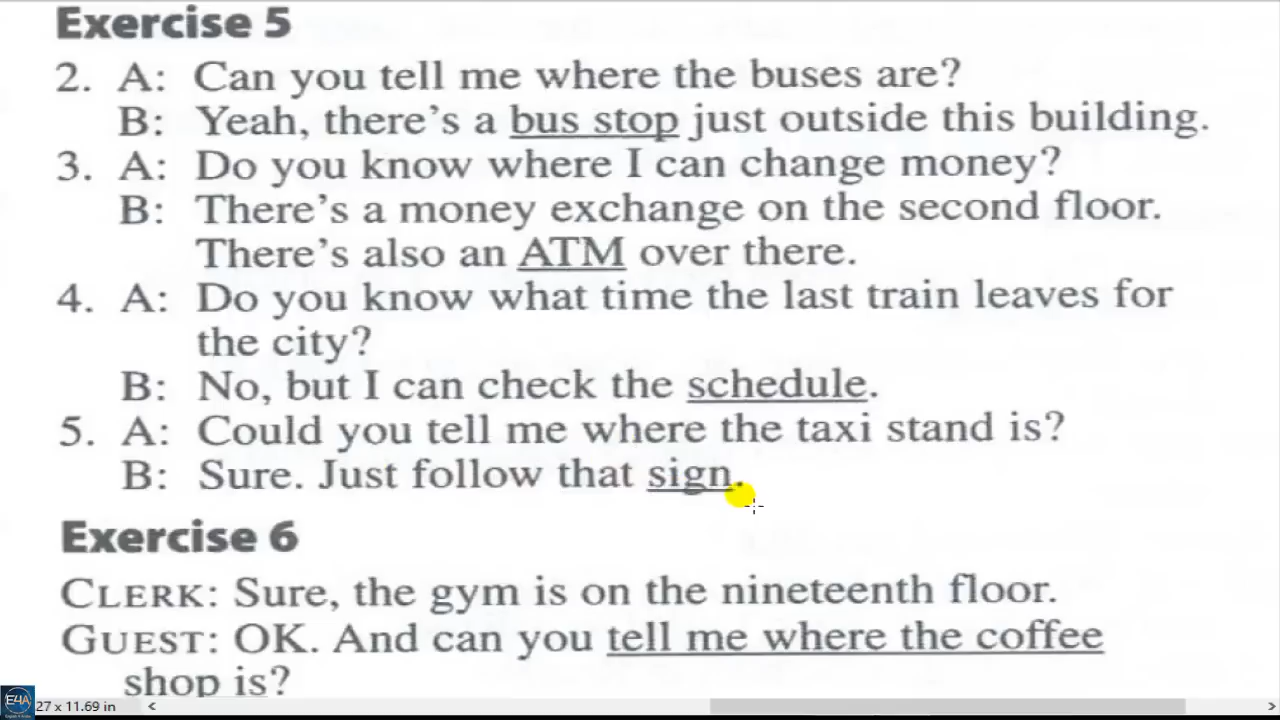 Exercise 5
2. A: Can you tell me where the buses are?
B: Yeah, there's a bus stop just outside this building.
3. A: Do you know where I can change money?
B: There's a money exchange on the second floor.
There's also an ATM over there.
4. A: Do you know what time the last train leaves for
the city?
B: No, but I can check the schedule.
5. A: Could you tell me where the taxi stand is?
B: Sure. Just follow that sign.
Exercise 6
CLERK: Sure, the gym is on the nineteenth floor.
GUEST: OK. And can you tell me where the coffee
shop is?
E4A
27 x 11.69 in